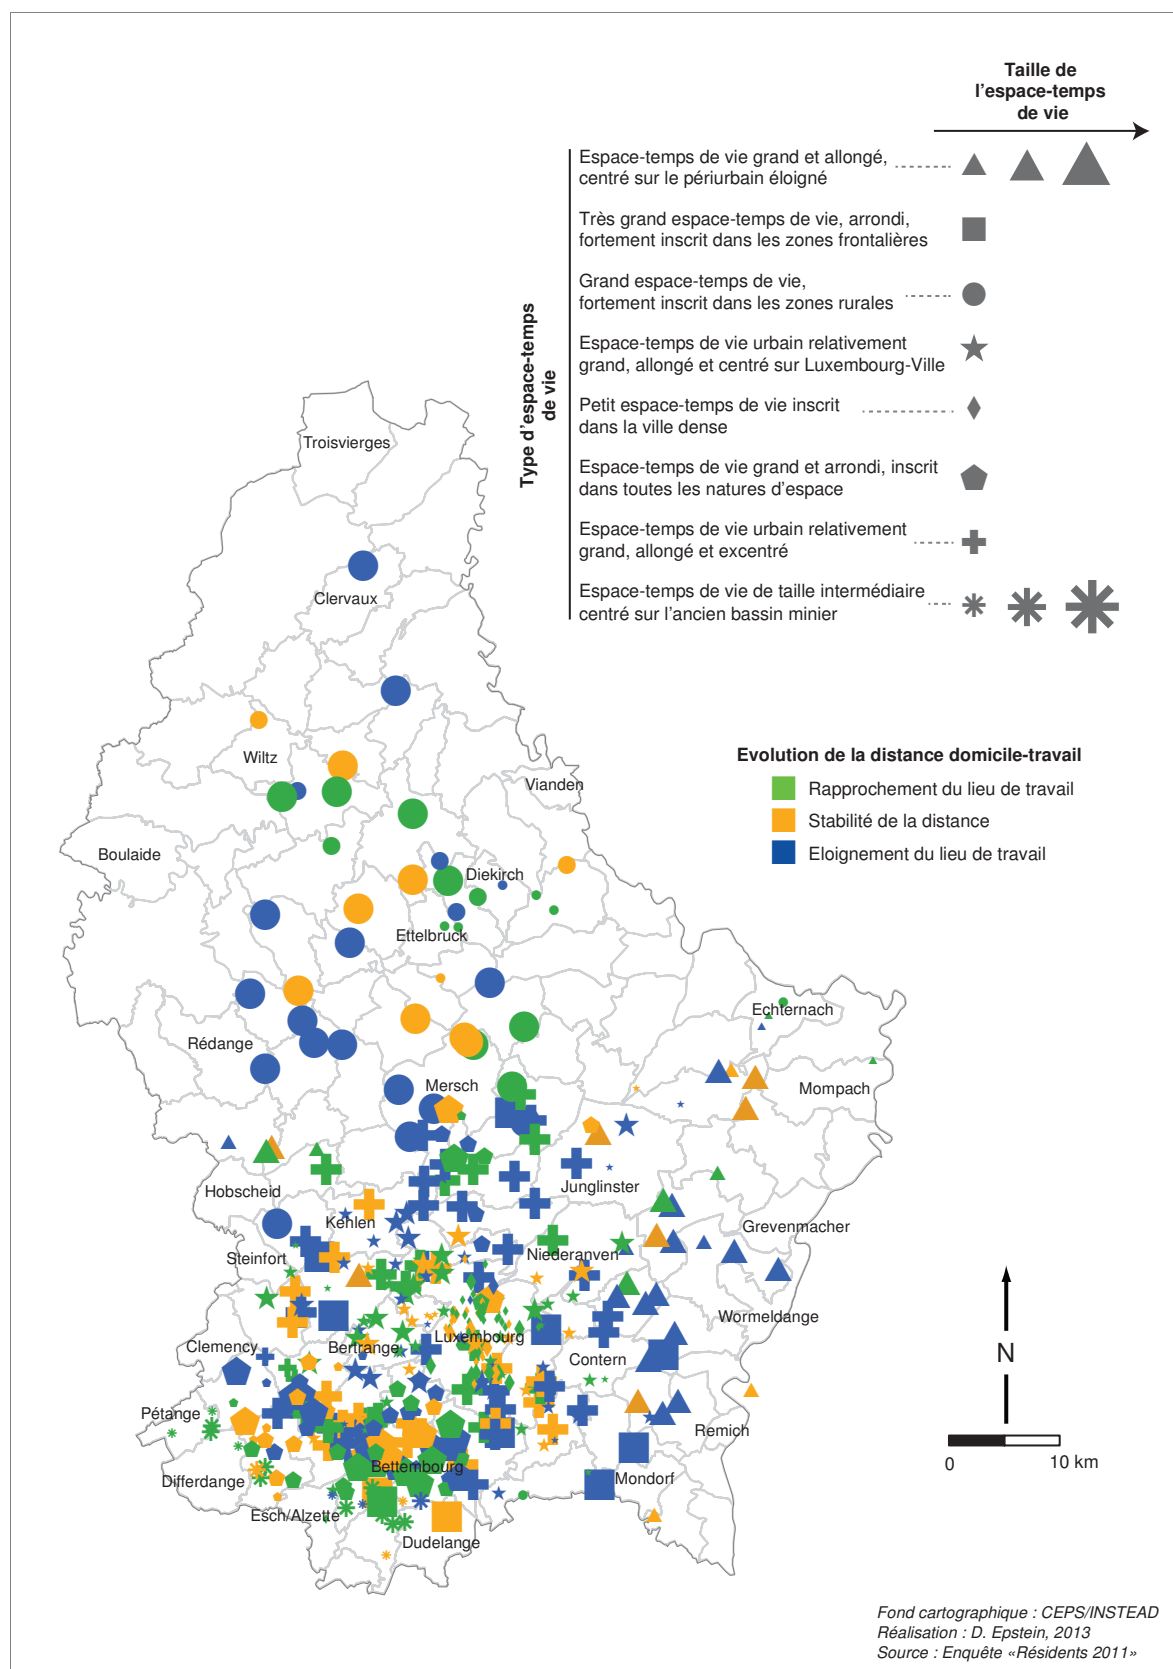 Taille de
l'espace-temps
de vie
Type d'espace-temps
de vie
Espace-temps de vie grand et allongé,
centré sur le périurbain éloigné
Très grand espace-temps de vie, arrondi,
fortement inscrit dans les zones frontalières
Grand espace-temps de vie,
fortement inscrit dans les zones rurales
Espace-temps de vie urbain relativement
grand, allongé et centré sur Luxembourg-Ville
Petit espace-temps de vie inscrit
dans la ville dense
Espace-temps de vie grand et arrondi, inscrit
dans toutes les natures d'espace
Espace-temps de vie urbain relativement
grand, allongé et excentré
Espace-temps de vie de taille intermédiaire
centré sur l'ancien bassin minier
Evolution de la distance domicile-travail
Rapprochement du lieu de travail
Stabilité de la distance
Eloignement du lieu de travail
Troisvierges
Clervaux
Wiltz
Vianden
Boulaide
Diekirch
Ettelbruck
Echternach
Rédange
Mersch
Mompach
Junglinster
Hobscheid
Kehlen
Grevenmacher
Steinfort
Niederanven
Wormeldange
Luxembourg
Clemency
Bertrange
Contern
Pétange
Remich
Bettembourg
Differdange
Mondorf
Esch/Alzette
Dudelange
N
0
10 km
Fond cartographique : CEPS/INSTEAD
Réalisation : D. Epstein, 2013
Source : Enquête «Résidents 2011»